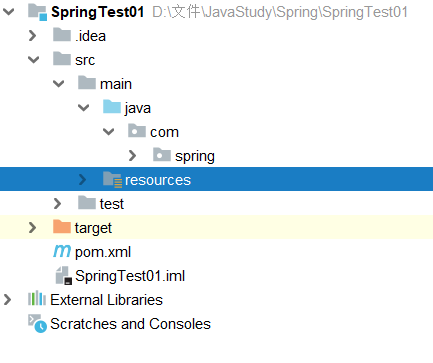 SpringTest01 D:\文件\JavaStudy\Spring\SpringTest01
.idea
src
main
java
com
spring
resources
test
target
m pom.xml
SpringTest01.iml
External Libraries
Scratches and Consoles